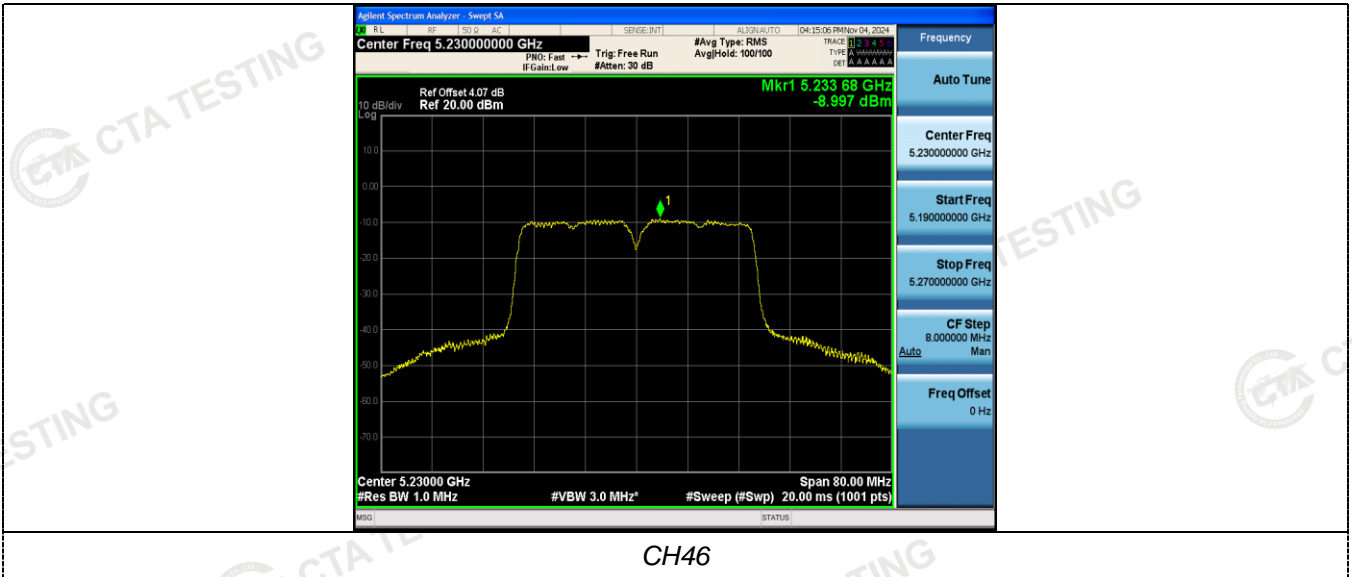 Agilent Spectrum Analyzer - Swept SA
RL RF 50 Ω AC SENSE:INT ALIGNAUTO 04:15:06 PMNov 04, 2024
Center Freq 5.230000000 GHz
PNO: Fast
IFGain:Low
Trig: Free Run
#Atten: 30 dB
#Avg Type: RMS
Avg|Hold: 100/100
TRACE 1 2 3 4 5 6
TYPE A
DET A A A A A A
Ref Offset 4.07 dB
10 dB/div Ref 20.00 dBm
Log
Mkr1 5.233 68 GHz
-8.997 dBm
10.0
0.00
-10.0
-20.0
-30.0
-40.0
-50.0
-60.0
-70.0
1
Center 5.23000 GHz Span 80.00 MHz
#Res BW 1.0 MHz #VBW 3.0 MHz* #Sweep (#Swp) 20.00 ms (1001 pts)
MSG STATUS
Frequency
Auto Tune
Center Freq
5.230000000 GHz
Start Freq
5.190000000 GHz
Stop Freq
5.270000000 GHz
CF Step
8.000000 MHz
Auto Man
Freq Offset
0 Hz
CH46
CTA TESTING
TESTING
ESTING
CTA
CTA TE
TING